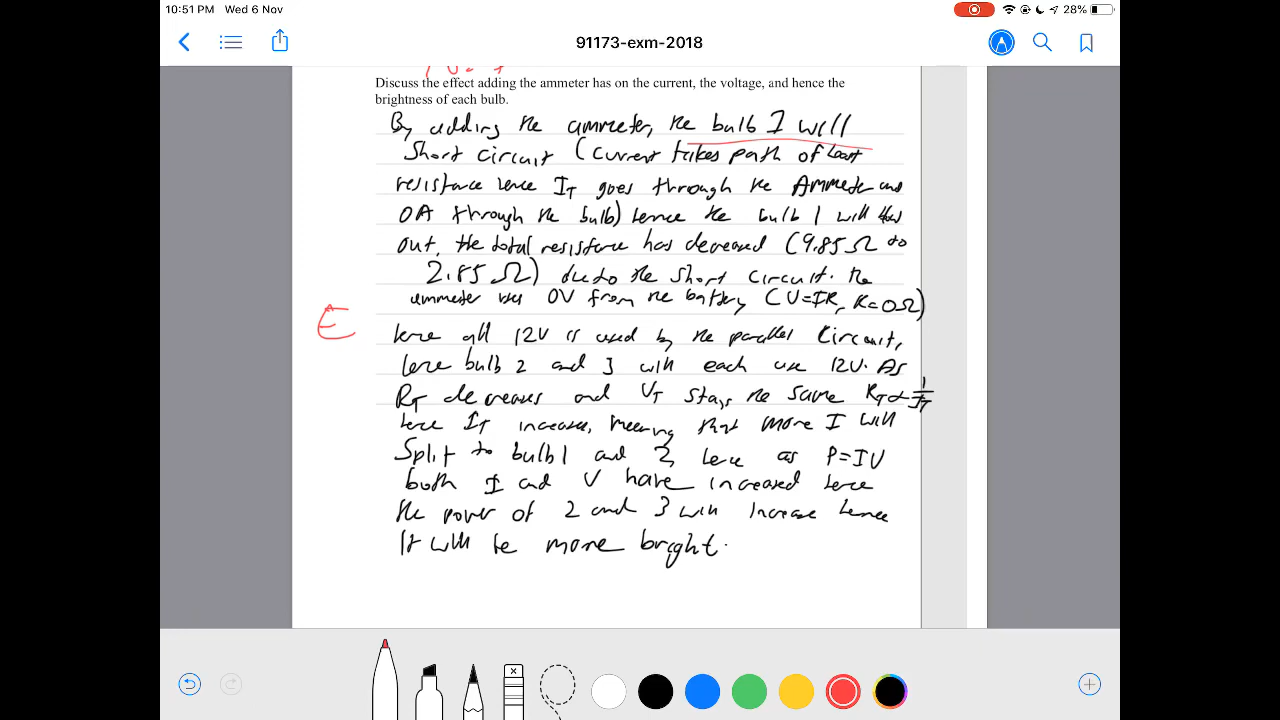 10:51 PM Wed 6 Nov
28%
91173-exm-2018
Discuss the effect adding the ammeter has on the current, the voltage, and hence the
brightness of each bulb.
By adding the ammeter, the bulb 1 will
Short circuit (current takes path of least
resistance hence IT goes through the Ammeter and
0A through the bulb) hence the bulb 1 will
out, the total resistance has decreased (9.85Ω to
2.85Ω) due to the short circuit. The
ammeter uses 0V from the battery (V=IR, R=0Ω)
E
hence all 12V is used by the parallel Circuit,
hence bulb 2 and 3 will each use 12V. As
RT decreases and VT stays the same RT ∝ 1/IT
hence IT increases, meaning that more I will
Split to bulb 1 and 2, hence as P=IV
both I and V have increased hence
the power of 2 and 3 will increase hence
It will be more bright.